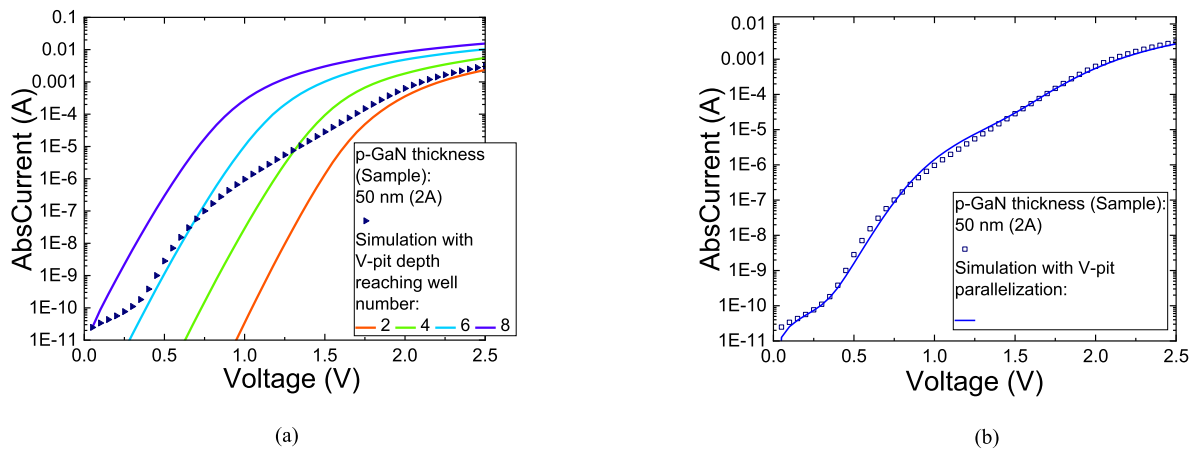 0.1
0.01
0.001
1E-4
1E-5
1E-6
1E-7
1E-8
1E-9
1E-10
1E-11
AbsCurrent (A)
0.0 0.5 1.0 1.5 2.0 2.5
Voltage (V)
p-GaN thickness
(Sample):
50 nm (2A)
Simulation with
V-pit depth
reaching well
number:
2 4 6 8
(a)
0.01
0.001
1E-4
1E-5
1E-6
1E-7
1E-8
1E-9
1E-10
1E-11
AbsCurrent (A)
0.0 0.5 1.0 1.5 2.0 2.5
Voltage (V)
p-GaN thickness (Sample):
50 nm (2A)
Simulation with V-pit
parallelization:
(b)